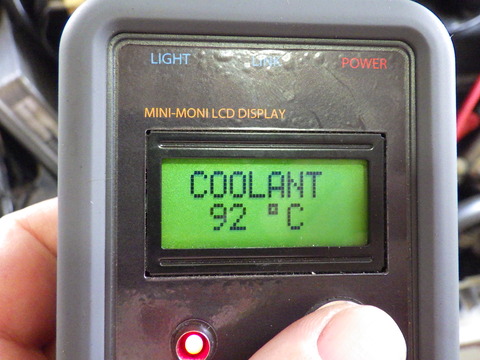 LIGHT LINK POWER
MINI-MONI LCD DISPLAY
COOLANT
92 °C